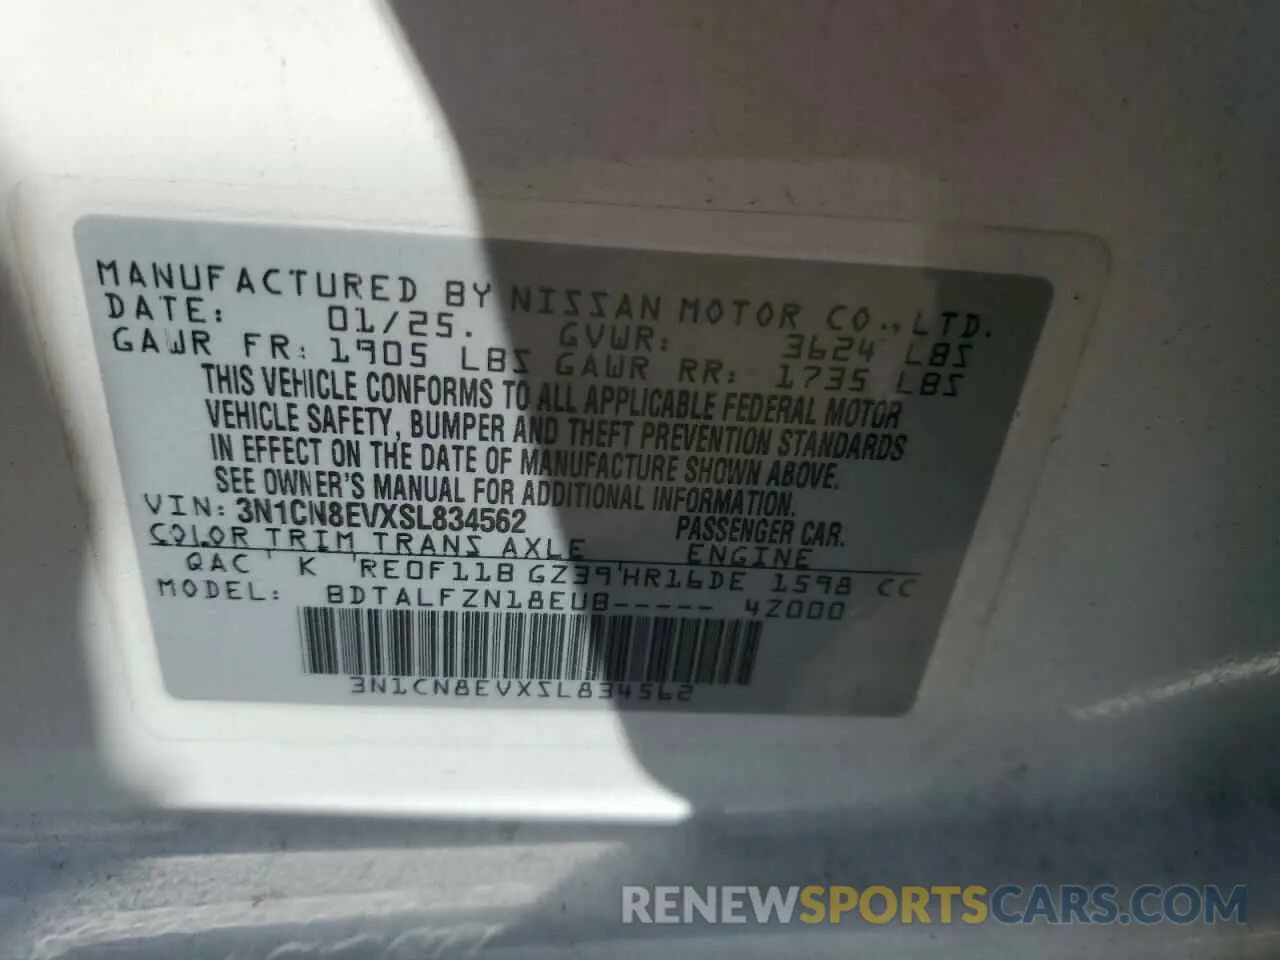 MANUFACTURED BY NISSAN MOTOR CO., LTD.
DATE: 01/25. GVWR: 3624 LBS
GAWR FR: 1905 LBS GAWR RR: 1735 LBS
THIS VEHICLE CONFORMS TO ALL APPLICABLE FEDERAL MOTOR
VEHICLE SAFETY, BUMPER AND THEFT PREVENTION STANDARDS
IN EFFECT ON THE DATE OF MANUFACTURE SHOWN ABOVE.
SEE OWNER'S MANUAL FOR ADDITIONAL INFORMATION.
VIN: 3N1CN8EVXSL834562 PASSENGER CAR.
COLOR TRIM TRANS AXLE ENGINE
QAC ' K 'RE0F11B GZ39'HR16DE 1598 CC
MODEL: BDTALFZN18EUB----- 4Z000
3N1CN8EVXSL834562
RENEWSPORTSCARS.COM